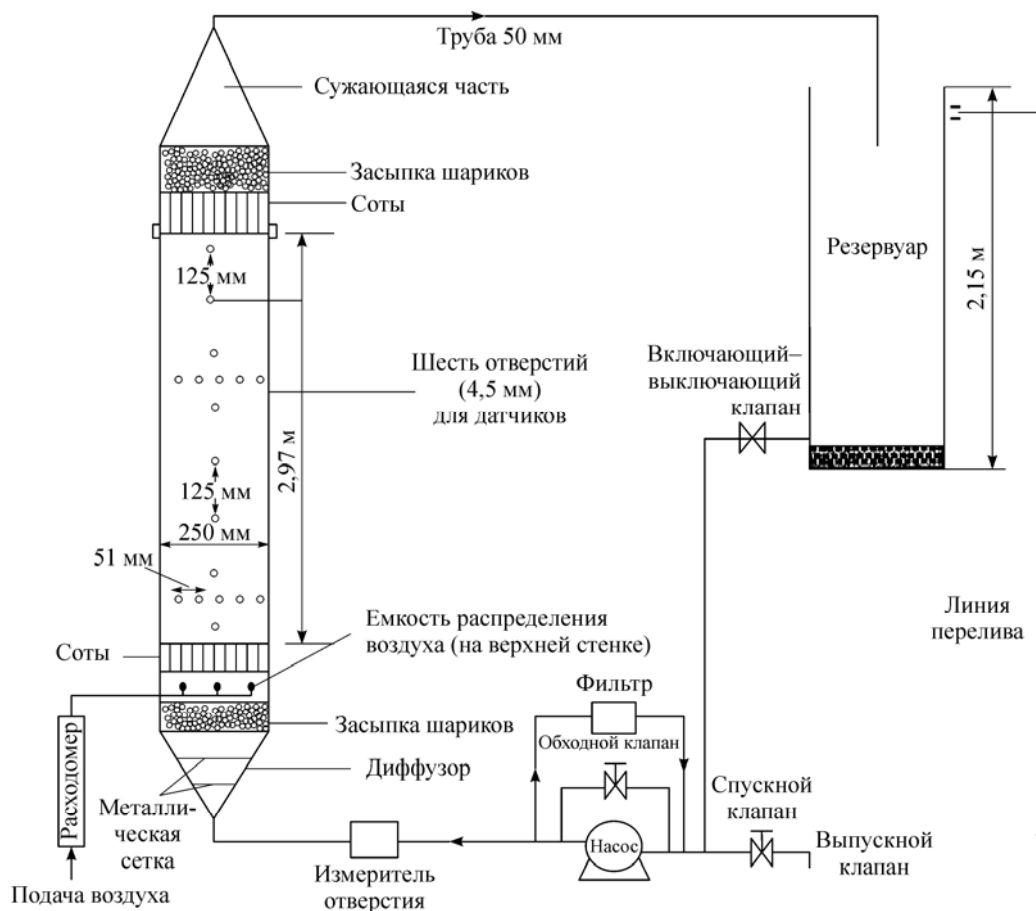 Труба 50 мм
Сужающаяся часть
Засыпка шариков
Соты
125 мм
Резервуар
2,15 м
Шесть отверстий
(4,5 мм)
для датчиков
Включающий–
выключающий
клапан
2,97 м
125 мм
250 мм
51 мм
Емкость распределения
воздуха (на верхней стенке)
Линия
перелива
Соты
Фильтр
Засыпка шариков
Обходной клапан
Диффузор
Расходомер
Металли-
ческая
сетка
Спускной
клапан
Насос
Выпускной
клапан
Измеритель
отверстия
Подача воздуха